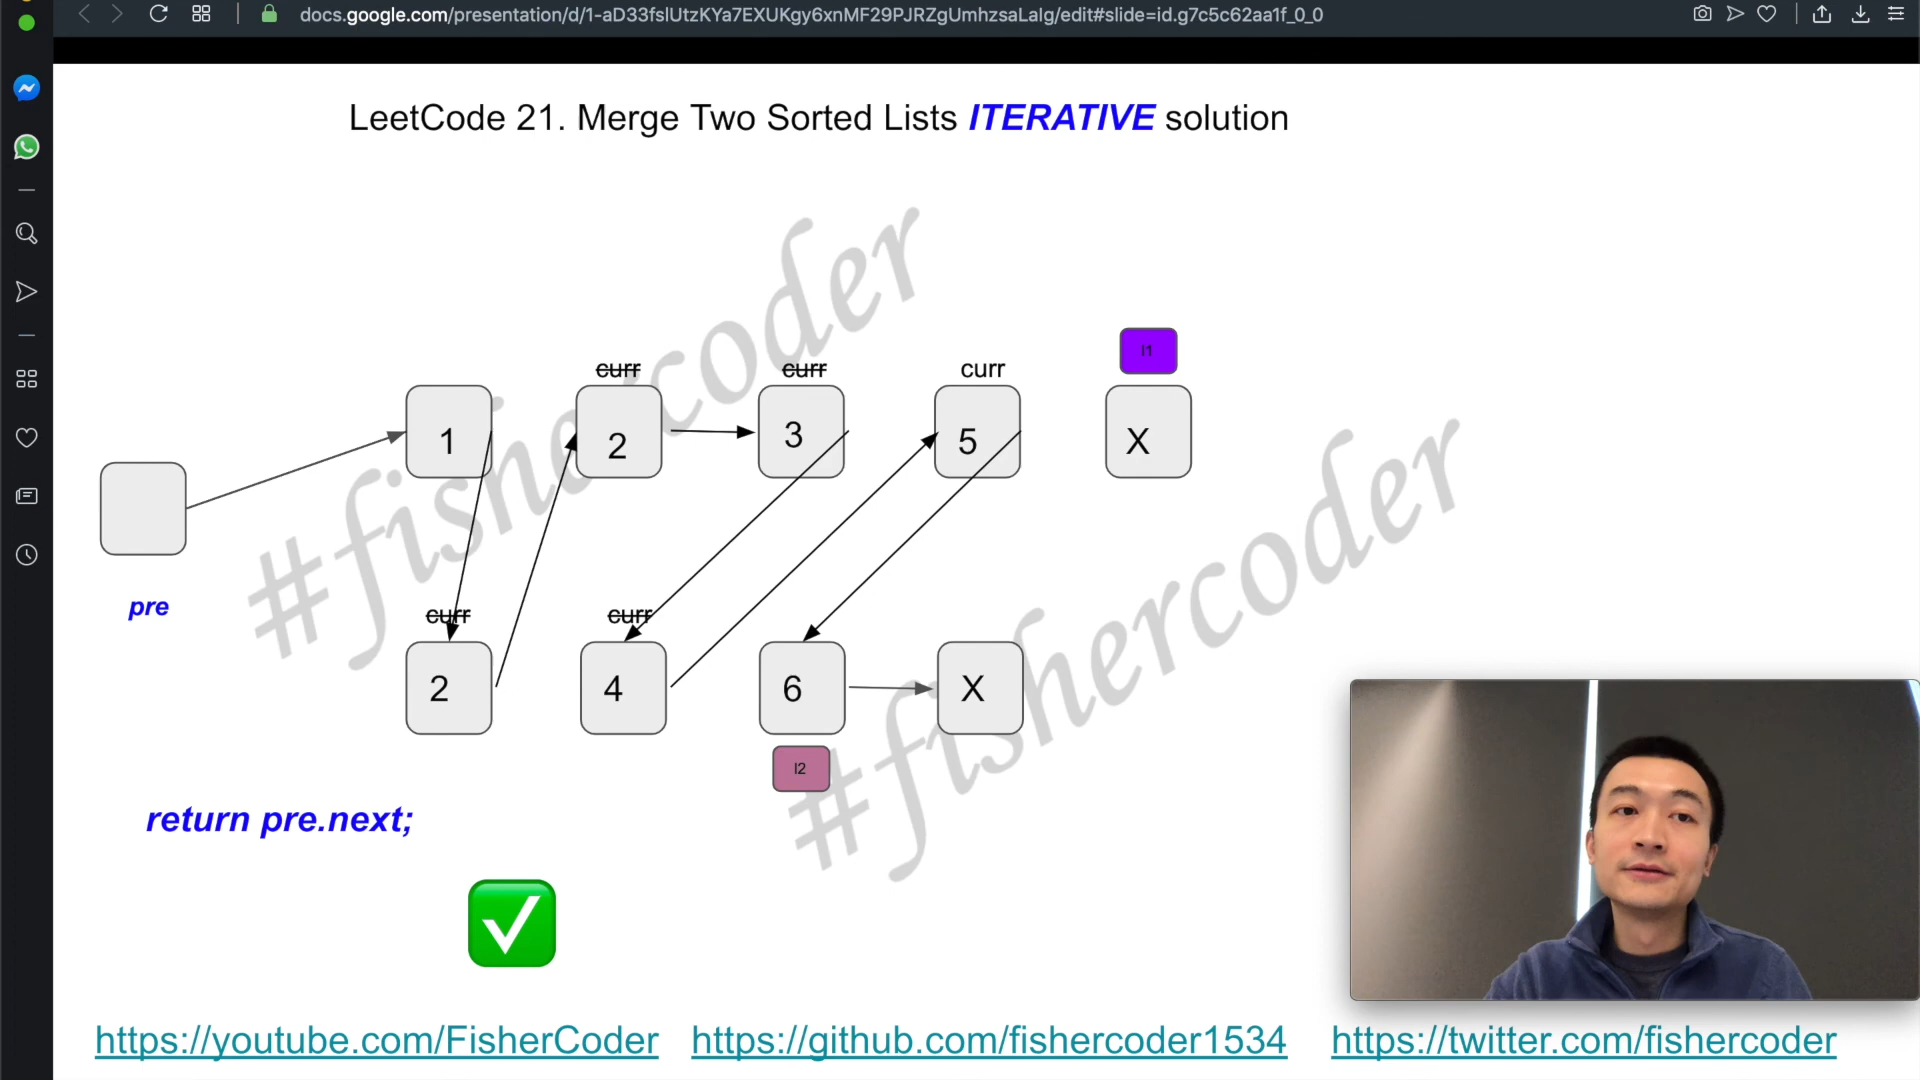 docs.google.com/presentation/d/1-aD33fslUtzKYa7EXUKgy6xnMF29PJRZgUmhzsaLaIg/edit#slide=id.g7c5c62aa1f_0_0
LeetCode 21. Merge Two Sorted Lists ITERATIVE solution
#fishercoder
l1
curr
curr
curr
1
2
3
5
X
#fishercoder
pre
curr
curr
2
4
6
X
l2
return pre.next;
https://youtube.com/FisherCoder
https://github.com/fishercoder1534
https://twitter.com/fishercoder